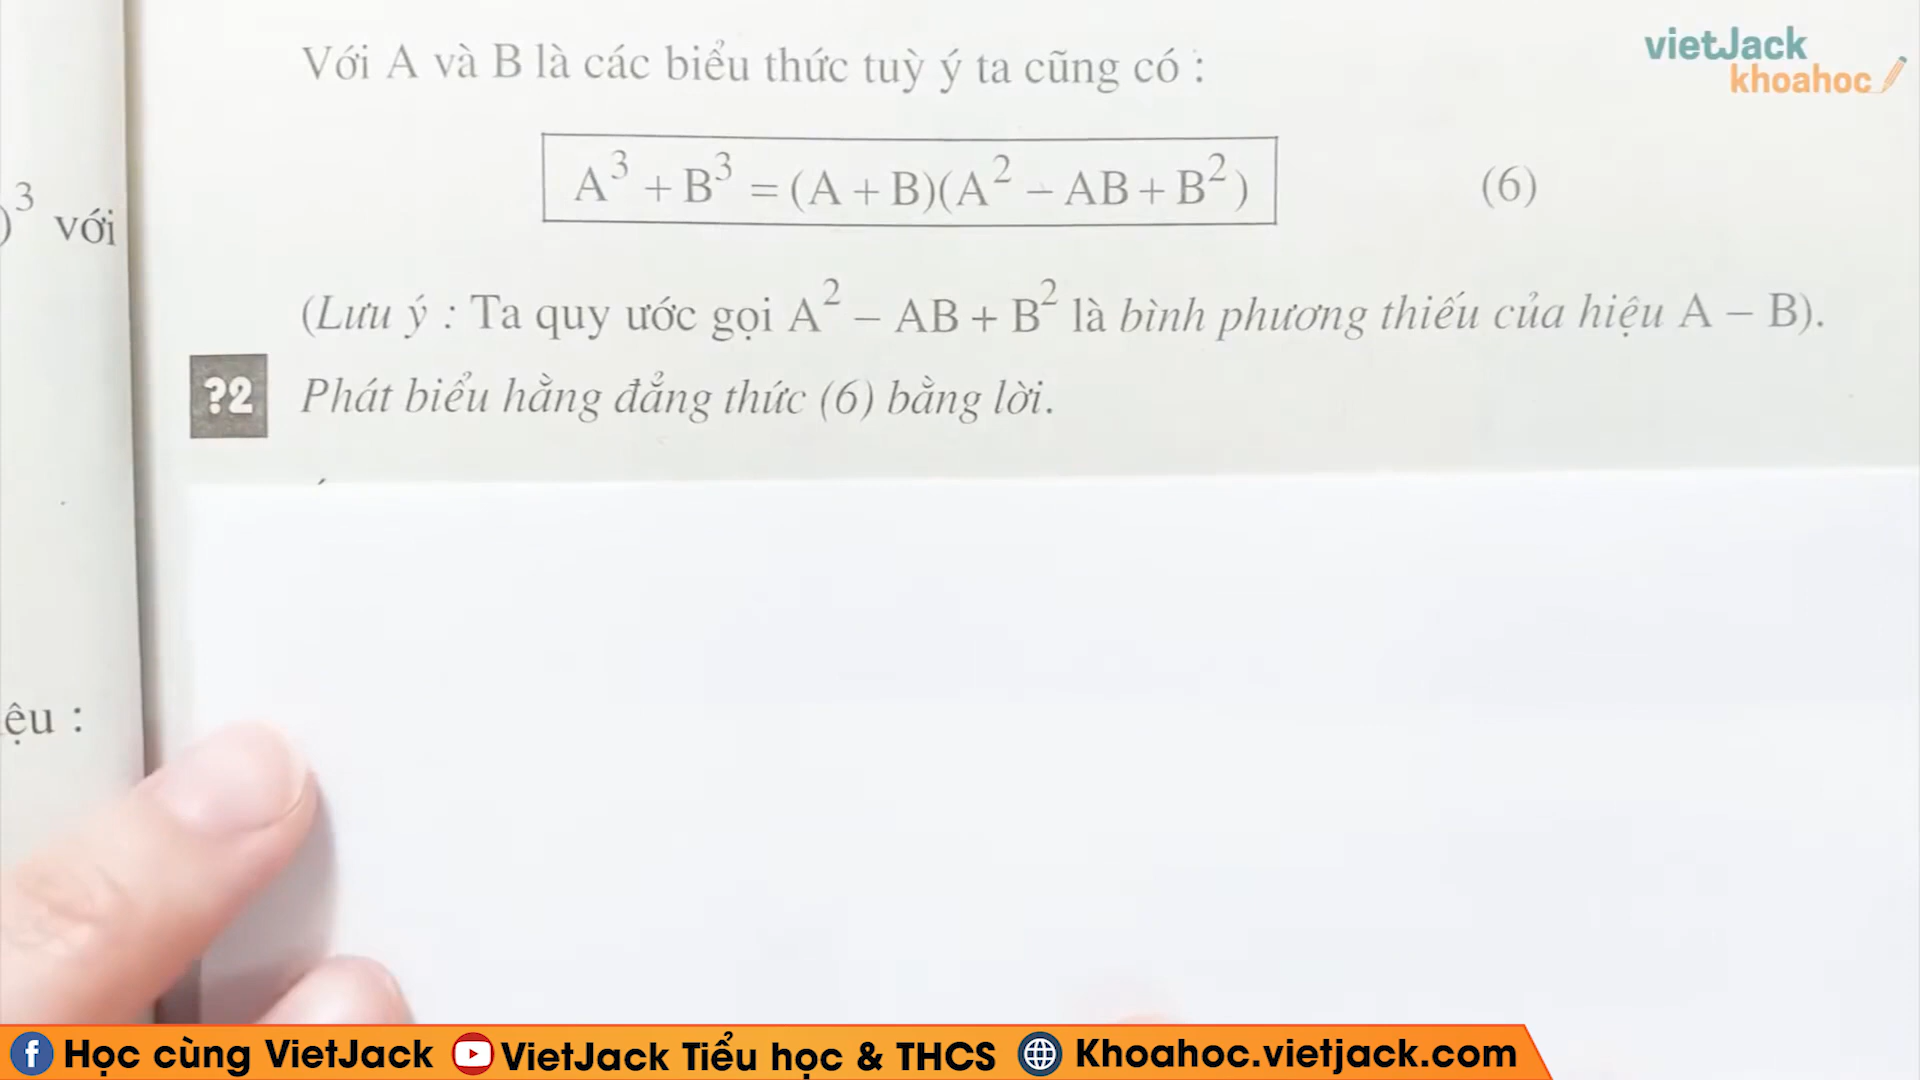 Với A và B là các biểu thức tuỳ ý ta cũng có :
vietJack
khoahoc
A³ + B³ = (A + B)(A² – AB + B²)
(6)
)³ với
(Lưu ý : Ta quy ước gọi A² – AB + B² là bình phương thiếu của hiệu A – B).
?2 Phát biểu hằng đẳng thức (6) bằng lời.
ệu :
Học cùng VietJack
VietJack Tiểu học & THCS
Khoahoc.vietjack.com